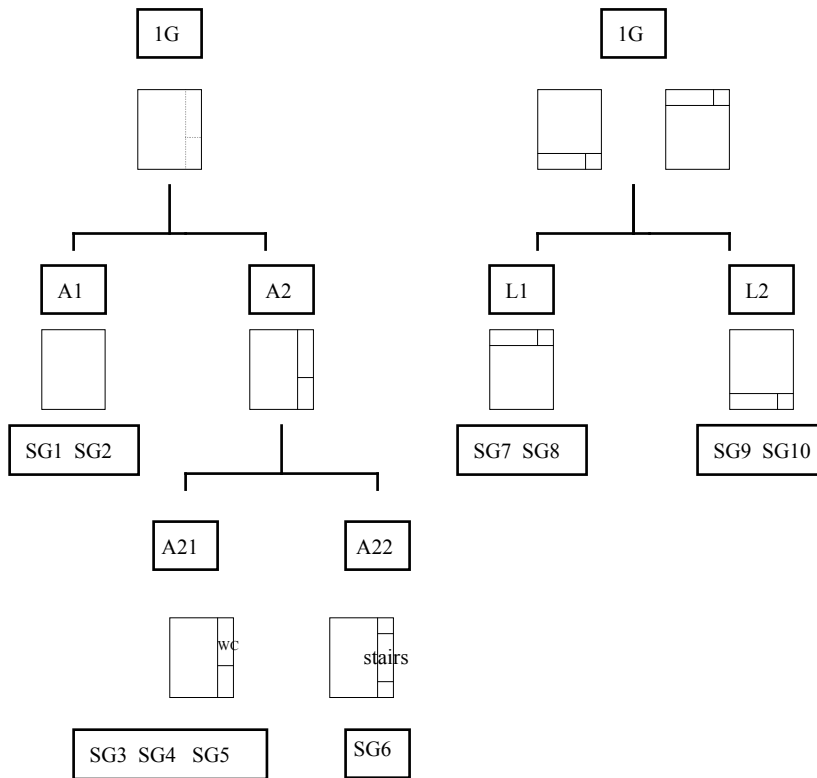 1G
1G
A1
A2
L1
L2
SG1 SG2
SG7 SG8
SG9 SG10
A21
A22
WC
stairs
SG3 SG4 SG5
SG6